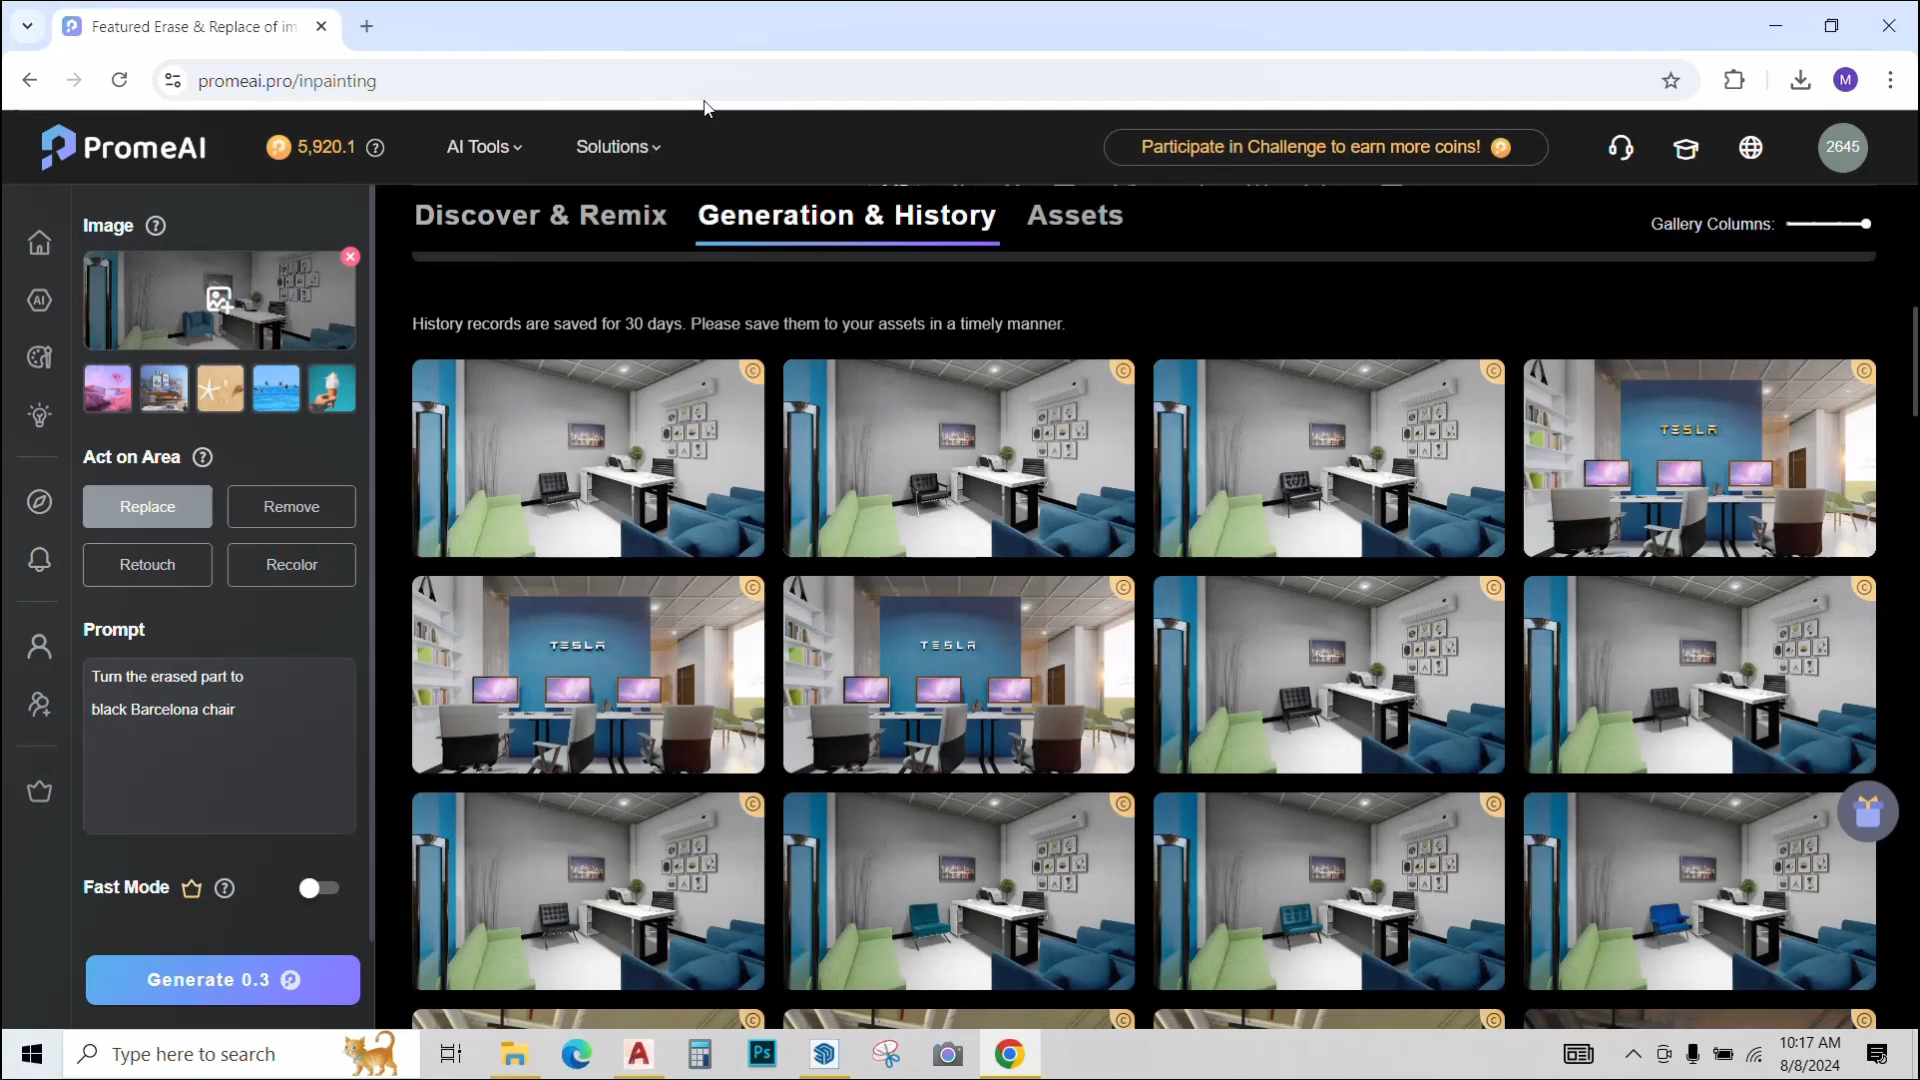 Featured Erase & Replace of im
promeai.pro/inpainting
M
PromeAI
5,920.1
AI Tools
Solutions
Participate in Challenge to earn more coins!
2645
Image
Discover & Remix
Generation & History
Assets
Gallery Columns:
History records are saved for 30 days. Please save them to your assets in a timely manner.
Act on Area
Replace
Remove
Retouch
Recolor
Prompt
Turn the erased part to
black Barcelona chair
TESLA
TESLA
TESLA
Fast Mode
Generate 0.3
Type here to search
Ps
10:17 AM
8/8/2024